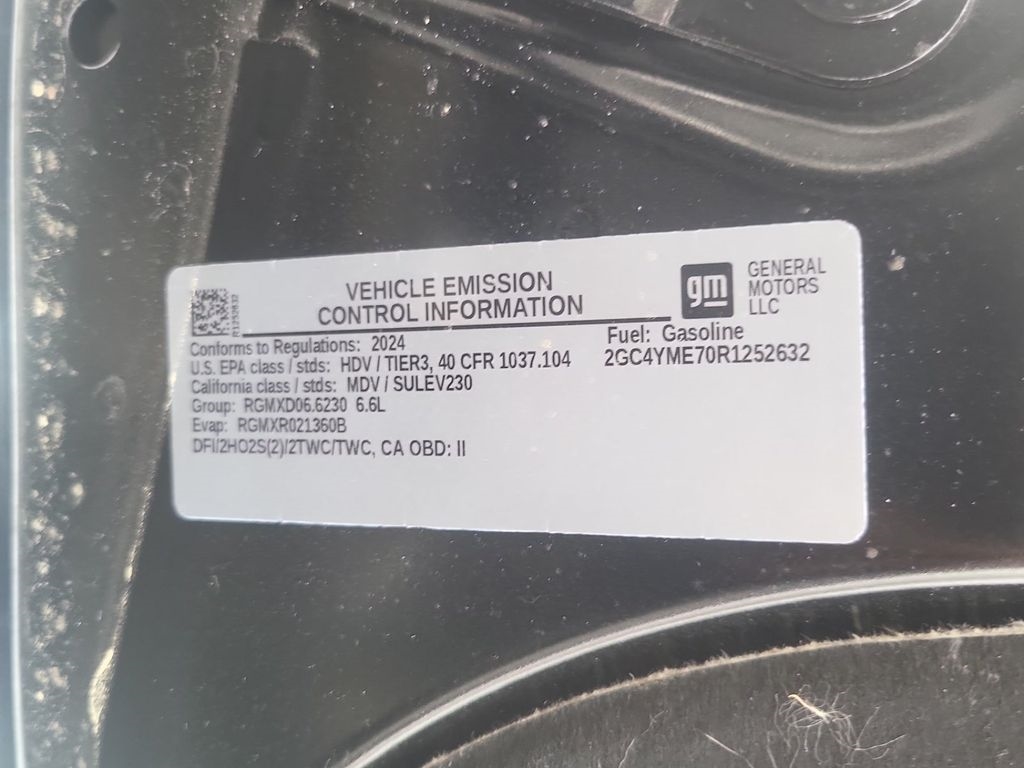 VEHICLE EMISSION
CONTROL INFORMATION
gm
GENERAL
MOTORS
LLC
R1252632
Conforms to Regulations: 2024
Fuel: Gasoline
U.S. EPA class / stds: HDV / TIER3, 40 CFR 1037.104
2GC4YME70R1252632
California class / stds: MDV / SULEV230
Group: RGMXD06.6230 6.6L
Evap: RGMXR021360B
DFI/2HO2S(2)/2TWC/TWC, CA OBD: II